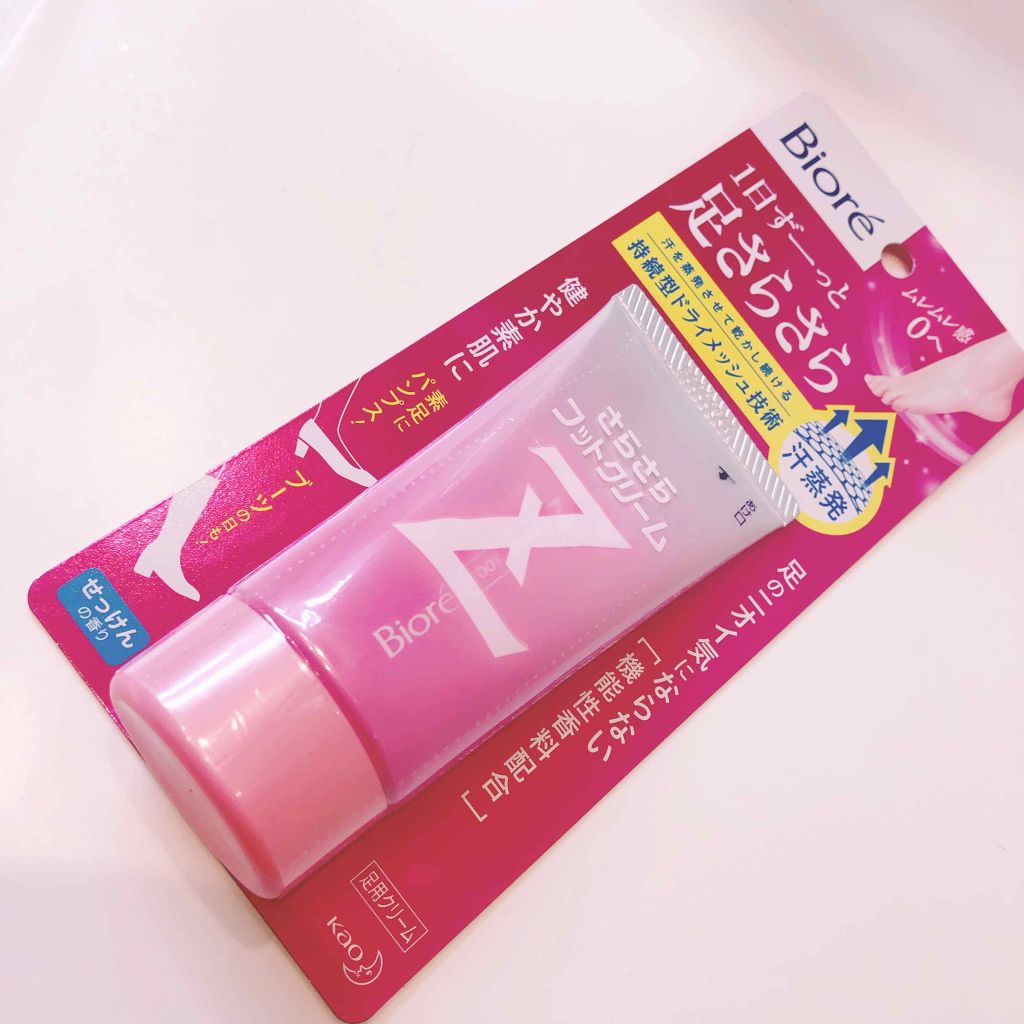 Bioré
1日ずーっと
足さらさら
汗を蒸発させて乾かし続ける
持続型ドライメッシュ技術
ムレムレ感
0へ
汗蒸発
健やか素肌に
素足に
パンプス!
ブーツの日も!
せっけん
の香り
さらさら
フットクリーム
Z
Bioré
あけ口
足のニオイ気にならない
[機能性香料配合]
足用クリーム
Kao